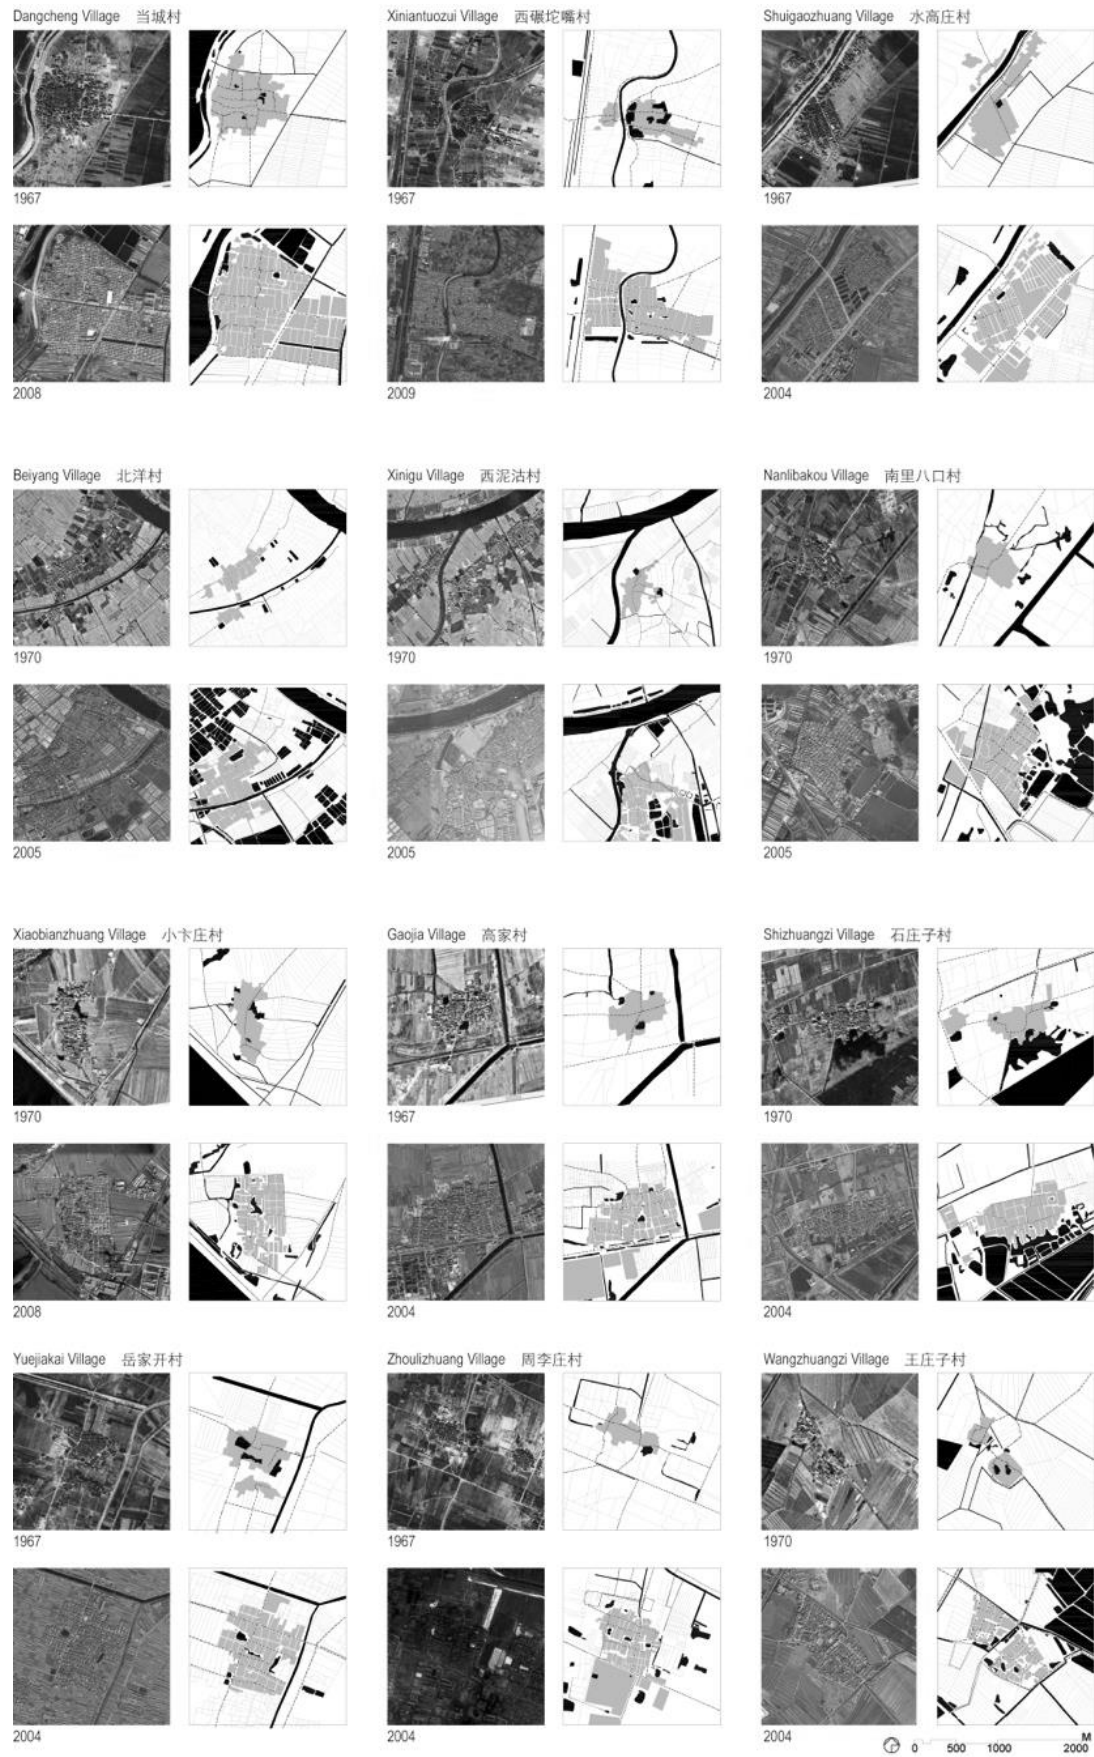 Dangcheng Village 当城村
Xiniantuozui Village 西碾坨嘴村
Shuigaozhuang Village 水高庄村
1967
1967
1967
2008
2009
2004
Beiyang Village 北洋村
Xinigu Village 西泥沽村
Nanlibakou Village 南里八口村
1970
1970
1970
2005
2005
2005
Xiaobianzhuang Village 小卞庄村
Gaojia Village 高家村
Shizhuangzi Village 石庄子村
1970
1967
1970
2008
2004
2004
Yuejiakai Village 岳家开村
Zhoulizhuang Village 周李庄村
Wangzhuangzi Village 王庄子村
1967
1967
1970
2004
2004
2004
M
0 500 1000 2000